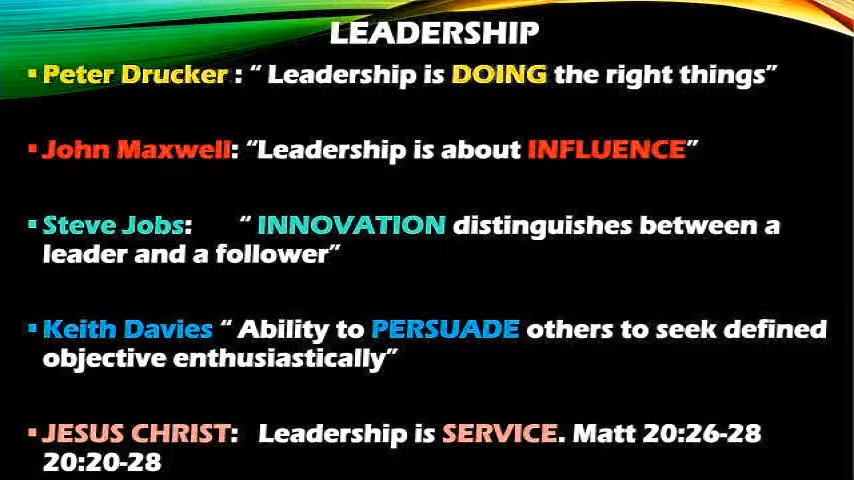 LEADERSHIP
▪ Peter Drucker : “ Leadership is DOING the right things”
▪ John Maxwell: “Leadership is about INFLUENCE”
▪ Steve Jobs: “ INNOVATION distinguishes between a
leader and a follower”
▪ Keith Davies “ Ability to PERSUADE others to seek defined
objective enthusiastically”
▪ JESUS CHRIST: Leadership is SERVICE. Matt 20:26-28
20:20-28